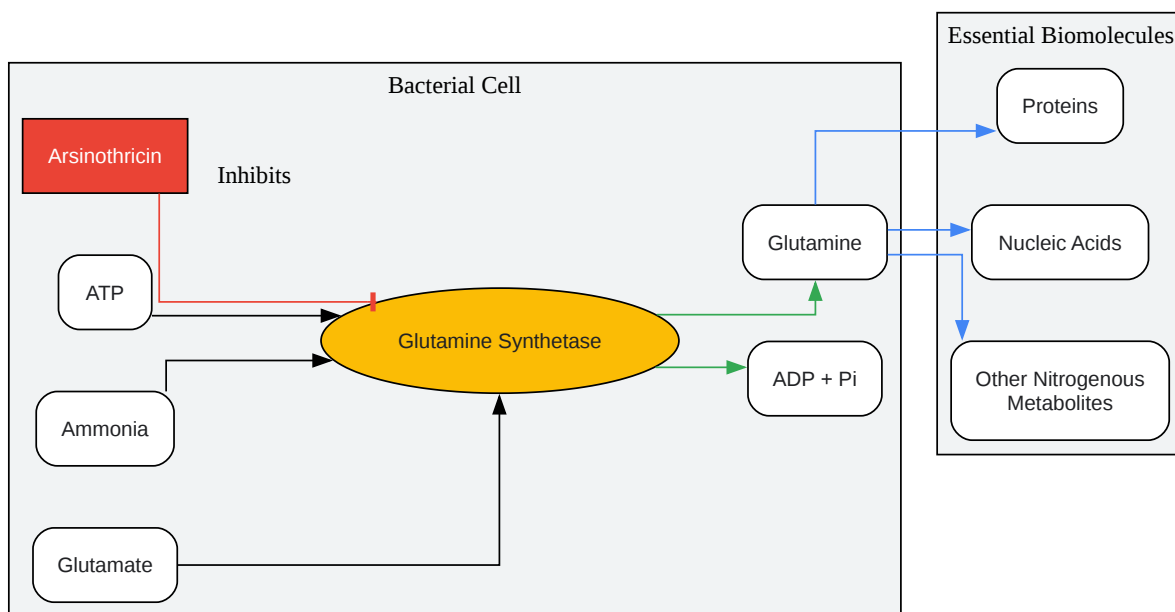 Essential Biomolecules
Bacterial Cell
Proteins
Arsinothricin
Inhibits
Glutamine
Nucleic Acids
ATP
Glutamine Synthetase
ADP + Pi
Other Nitrogenous
Metabolites
Ammonia
Glutamate